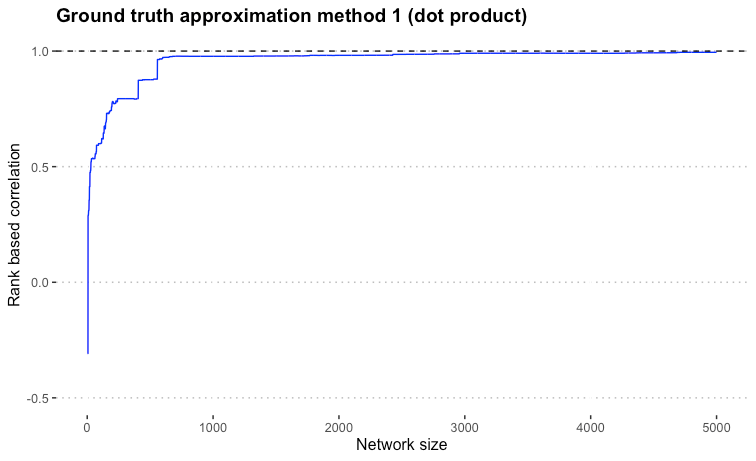 Ground truth approximation method 1 (dot product)
Rank based correlation
1.0
0.5
0.0
-0.5
0 1000 2000 3000 4000 5000
Network size